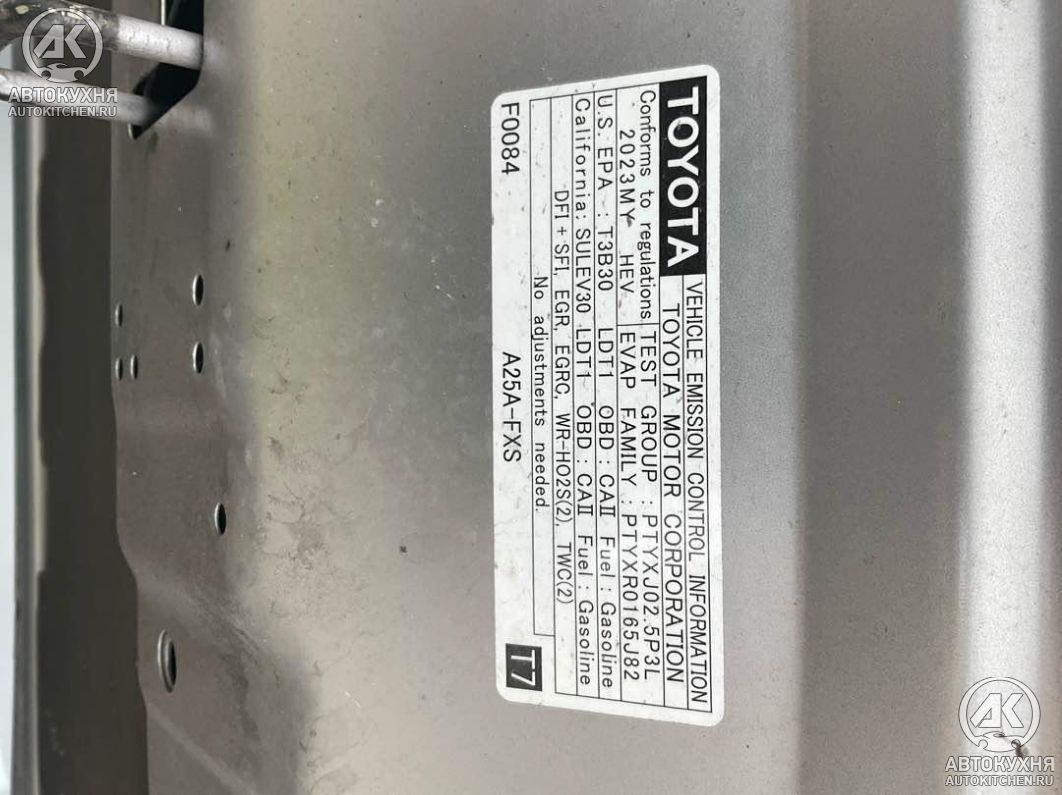 TOYOTA
VEHICLE EMISSION CONTROL INFORMATION
TOYOTA MOTOR CORPORATION
Conforms to regulations
TEST GROUP : PTYXJ02.5P3L
2023MY HEV
EVAP FAMILY : PTYXR0165J82
U.S. EPA : T3B30 LDT1 OBD : CAII Fuel : Gasoline
California: SULEV30 LDT1 OBD : CAII Fuel : Gasoline
DFI + SFI, EGR, EGRC, WR-HO2S(2), TWC(2)
No adjustments needed.
F0084 A25A-FXS T7
АК
АВТОКУХНЯ
AUTOKITCHEN.RU
АК
АВТОКУХНЯ
AUTOKITCHEN.RU